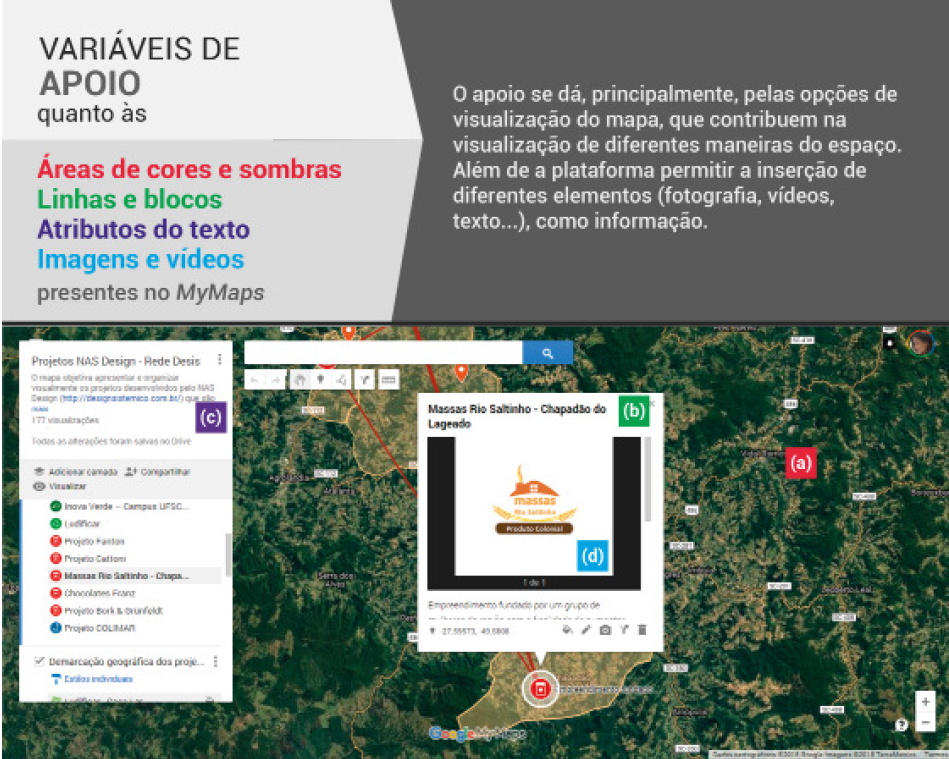 VARIÁVEIS DE
APOIO
quanto às
Áreas de cores e sombras
Linhas e blocos
Atributos do texto
Imagens e vídeos
presentes no MyMaps
O apoio se dá, principalmente, pelas opções de
visualização do mapa, que contribuem na
visualização de diferentes maneiras do espaço.
Além de a plataforma permitir a inserção de
diferentes elementos (fotografia, vídeos,
texto...), como informação.
Projetos NAS Design - Rede Desis
O mapa objetiva apresentar e organizar
visualmente os projetos desenvolvidos pelo NAS
Design (http://designsistemico.com.br/) que são
mais
177 visualizações
(c)
Todas as alterações foram salvas no Drive
Adicionar camada
Compartilhar
Visualizar
Inova Verde – Campus UFSC...
Ludificar
Projeto Fanton
Projeto Cattoni
Massas Rio Saltinho - Chapa...
Chocolates Franz
Projeto Bork & Grunfeldt
Projeto COLIMAR
Demarcação geográfica dos proje...
Estilos individuais
Massas Rio Saltinho - Chapadão do
Lageado
(b)
massas
Rio Saltinho
Produto Colonial
(d)
1 de 1
Empreendimento fundado por um grupo de
(a)
Google My Maps